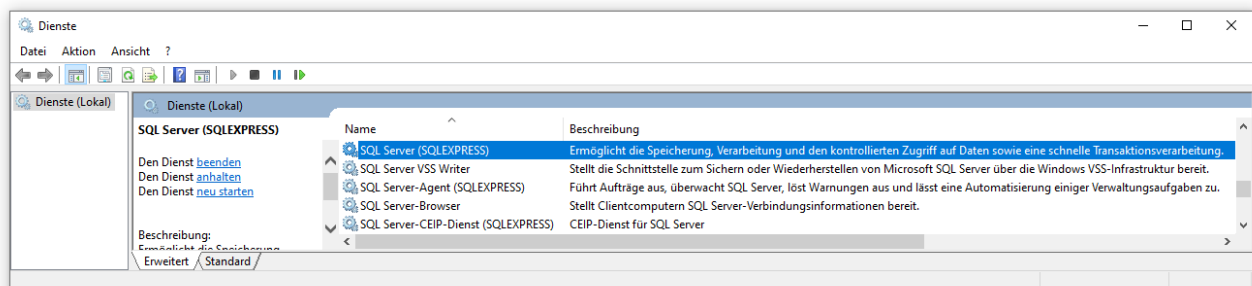 Dienste
Datei Aktion Ansicht ?
Dienste (Lokal)
Dienste (Lokal)
SQL Server (SQLEXPRESS)
Den Dienst beenden
Den Dienst anhalten
Den Dienst neu starten
Beschreibung:
Ermöglicht die Speicherung
Name Beschreibung
SQL Server (SQLEXPRESS) Ermöglicht die Speicherung, Verarbeitung und den kontrollierten Zugriff auf Daten sowie eine schnelle Transaktionsverarbeitung.
SQL Server VSS Writer Stellt die Schnittstelle zum Sichern oder Wiederherstellen von Microsoft SQL Server über die Windows VSS-Infrastruktur bereit.
SQL Server-Agent (SQLEXPRESS) Führt Aufträge aus, überwacht SQL Server, löst Warnungen aus und lässt eine Automatisierung einiger Verwaltungsaufgaben zu.
SQL Server-Browser Stellt Clientcomputern SQL Server-Verbindungsinformationen bereit.
SQL Server-CEIP-Dienst (SQLEXPRESS) CEIP-Dienst für SQL Server
Erweitert Standard